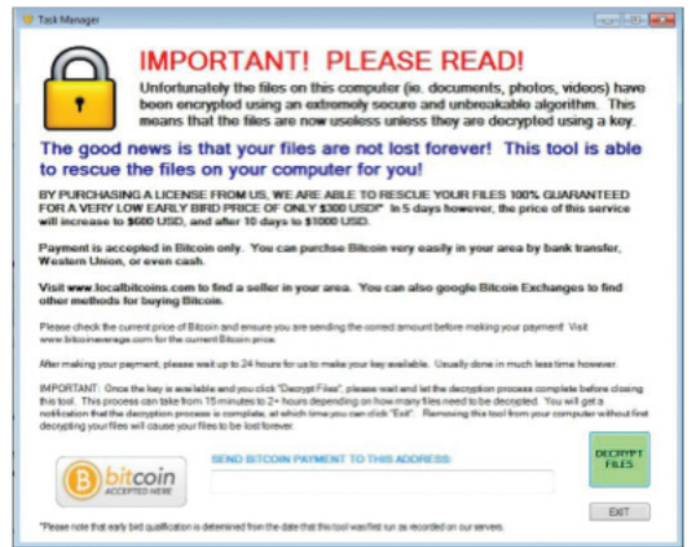 Task Manager
IMPORTANT! PLEASE READ!
Unfortunately the files on this computer (ie. documents, photos, videos) have
been encrypted using an extremely secure and unbreakable algorithm. This
means that the files are now useless unless they are decrypted using a key.
The good news is that your files are not lost forever! This tool is able
to rescue the files on your computer for you!
BY PURCHASING A LICENSE FROM US, WE ARE ABLE TO RESCUE YOUR FILES 100% GUARANTEED
FOR A VERY LOW EARLY BIRD PRICE OF ONLY $300 USD!* In 5 days however, the price of this service
will increase to $600 USD, and after 10 days to $1000 USD.
Payment is accepted in Bitcoin only. You can purchse Bitcoin very easily in your area by bank transfer,
Western Union, or even cash.
Visit www.localbitcoins.com to find a seller in your area. You can also google Bitcoin Exchanges to find
other methods for buying Bitcoin.
Please check the current price of Bitcoin and ensure you are sending the correct amount before making your payment! Visit
www.bitcoinaverage.com for the current Bitcoin price.
After making your payment, please wait up to 24 hours for us to make your key available. Usually done in much less time however.
IMPORTANT: Once the key is available and you click "Decrypt Files", please wait and let the decryption process complete before closing
this tool. This process can take from 15 minutes to 2+ hours depending on how many files need to be decrypted. You will get a
notification that the decryption process is complete, at which time you can click "Exit". Removing this tool from your computer without first
decrypting your files will cause your files to be lost forever.
SEND BITCOIN PAYMENT TO THIS ADDRESS:
bitcoin
ACCEPTED HERE
DECRYPT
FILES
EXIT
*Please note that early bird qualification is determined from the date that this tool was first run as recorded on our servers.